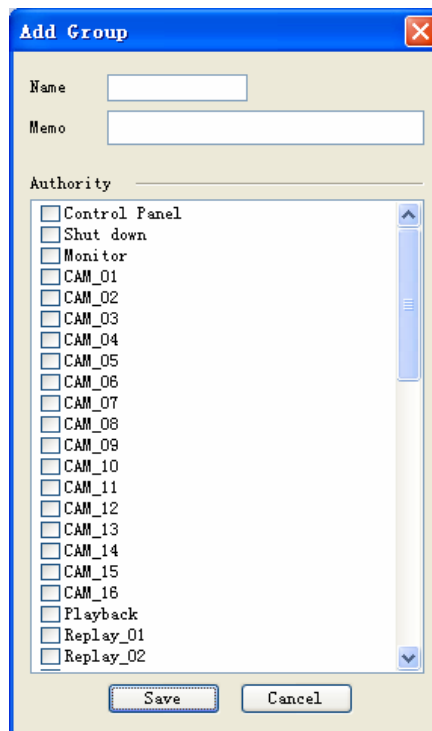 Add Group
Name
Memo
Authority
Control Panel
Shut down
Monitor
CAM_01
CAM_02
CAM_03
CAM_04
CAM_05
CAM_06
CAM_07
CAM_08
CAM_09
CAM_10
CAM_11
CAM_12
CAM_13
CAM_14
CAM_15
CAM_16
Playback
Replay_01
Replay_02
Save Cancel